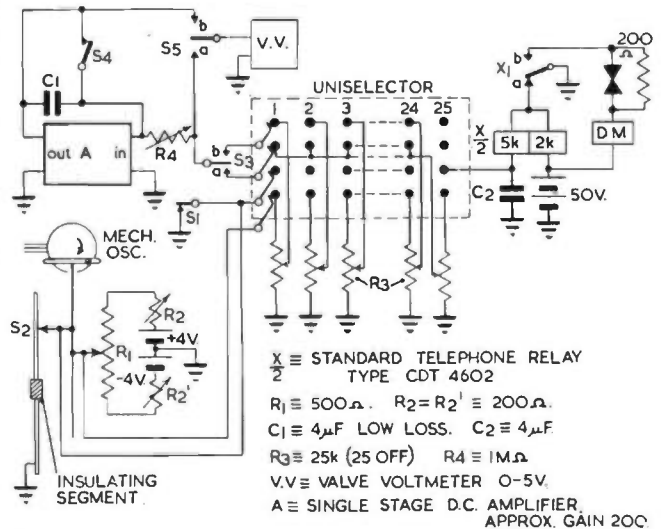 b
S5
a
V.V.
S4
C1
out A in
R4
b
S3
a
S1
UNISELECTOR
1 2 3 24 25
X1
b
a
200
Ω
X/2
5k 2k
DM
C2
50V.
MECH.
OSC.
S2
R1
R2
+4V.
-4V.
R2'
R3
INSULATING
SEGMENT
X/2 ≡ STANDARD TELEPHONE RELAY
TYPE CDT 4602
R1 ≡ 500Ω. R2 = R2' ≡ 200Ω.
C1 ≡ 4μF LOW LOSS. C2 ≡ 4μF.
R3 ≡ 25k (25 OFF) R4 ≡ 1MΩ
V.V ≡ VALVE VOLTMETER 0-5V.
A ≡ SINGLE STAGE D.C. AMPLIFIER.
APPROX. GAIN 200.